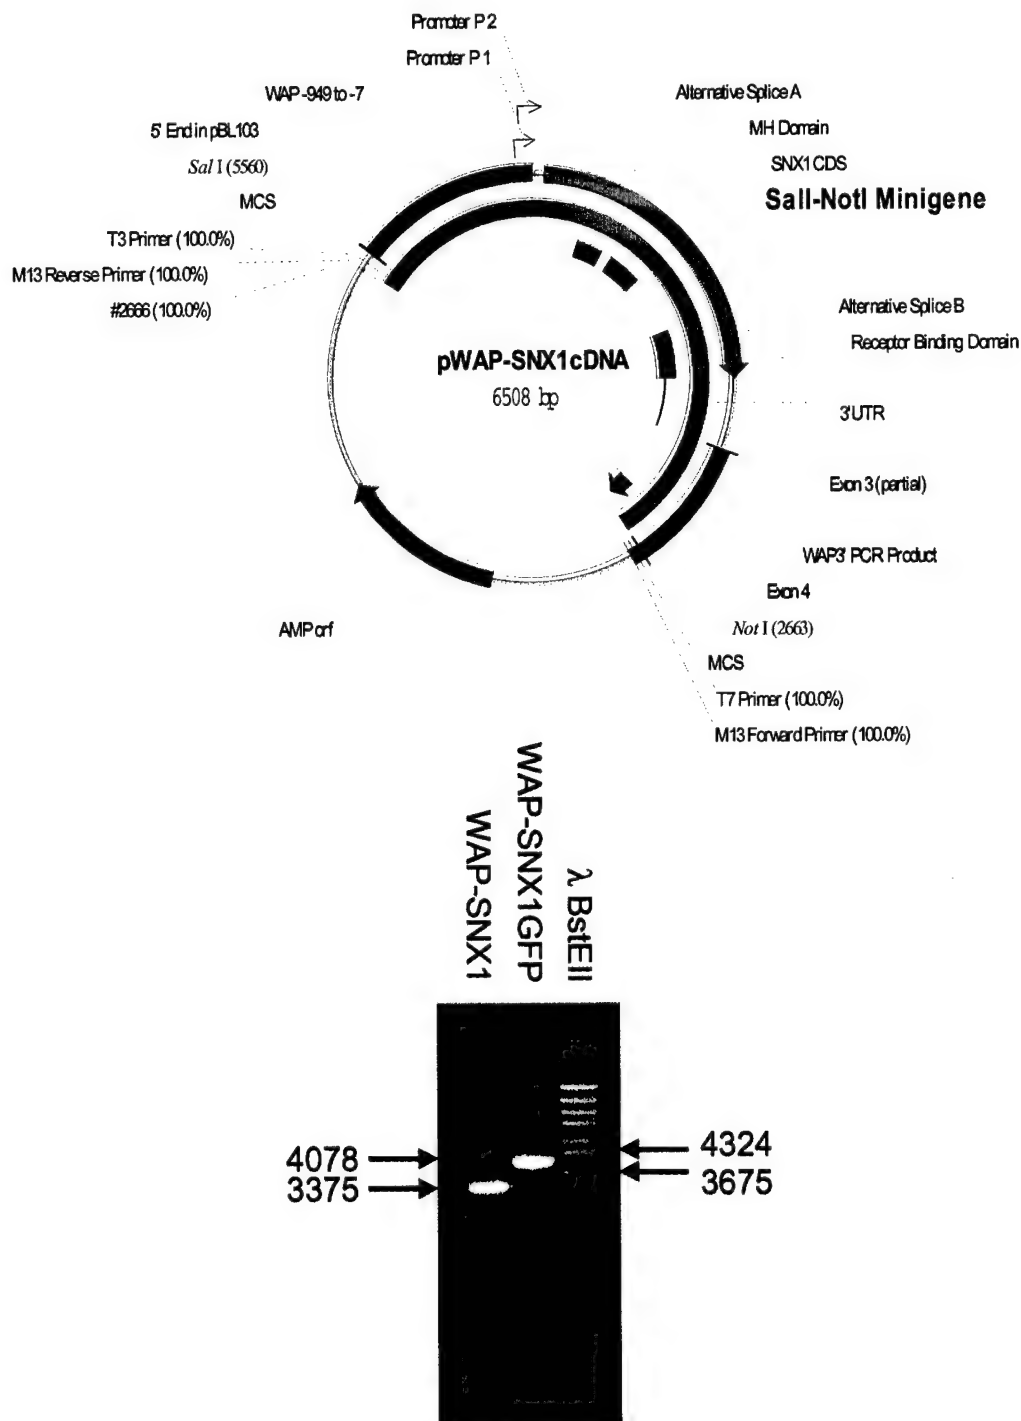 Promoter P2
Promoter P1
WAP -949 to -7
5' End in pBL103
Sal I (5560)
MCS
T3 Primer (100.0%)
M13 Reverse Primer (100.0%)
#2666 (100.0%)
Alternative Splice A
MH Domain
SNX1 CDS
SalI-NotI Minigene
Alternative Splice B
Receptor Binding Domain
3'UTR
Exon 3 (partial)
WAP3' PCR Product
Exon 4
Not I (2663)
MCS
T7 Primer (100.0%)
M13 Forward Primer (100.0%)
pWAP-SNX1cDNA
6508 bp
AMP orf
WAP-SNX1
WAP-SNX1GFP
λ BstEII
4078
3375
4324
3675